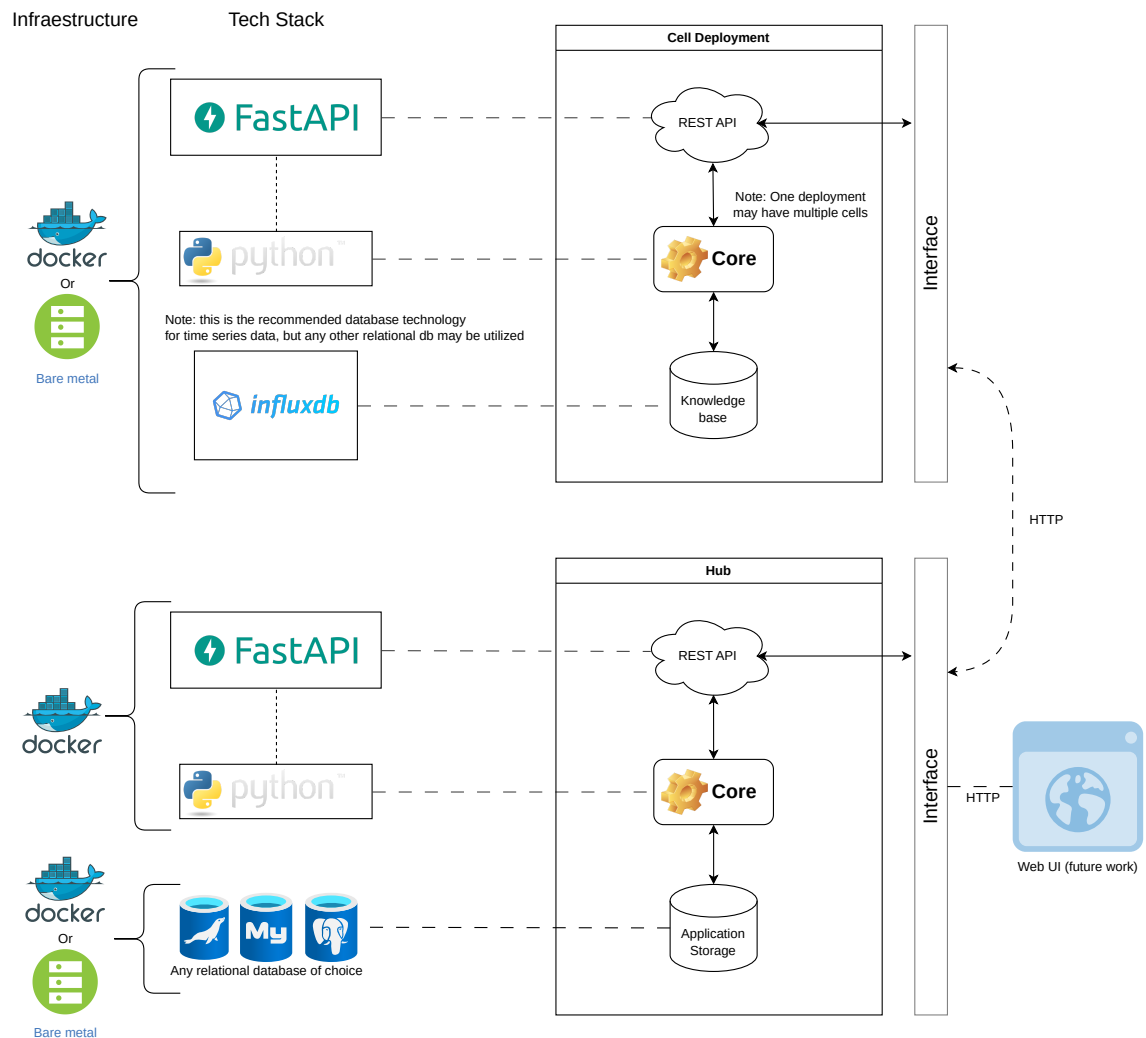 Infraestructure
Tech Stack
Cell Deployment
FastAPI
REST API
Note: One deployment
may have multiple cells
docker
Or
Bare metal
python™
Core
Interface
Note: this is the recommended database technology
for time series data, but any other relational db may be utilized
influxdb
Knowledge
base
HTTP
Hub
FastAPI
REST API
docker
python™
Core
Interface
HTTP
Web UI (future work)
docker
Or
Bare metal
My
Any relational database of choice
Application
Storage